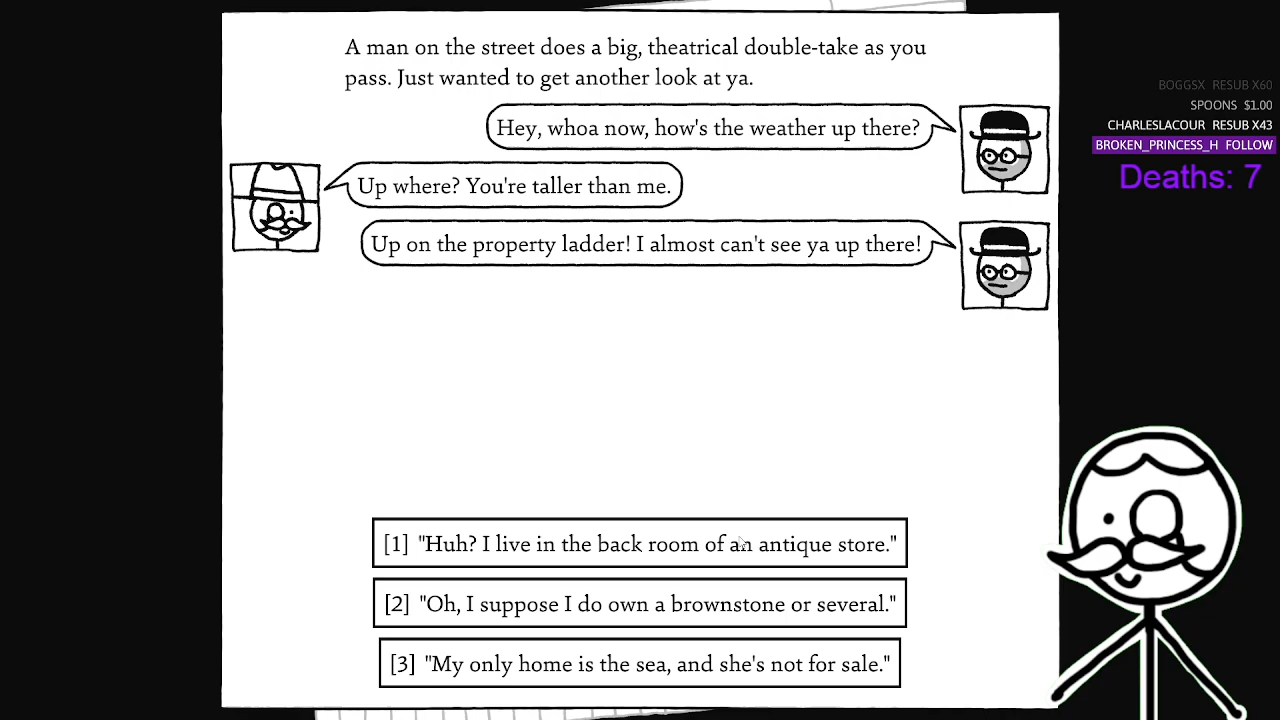 A man on the street does a big, theatrical double-take as you
pass. Just wanted to get another look at ya.
Hey, whoa now, how's the weather up there?
Up where? You're taller than me.
Up on the property ladder! I almost can't see ya up there!
[1] "Huh? I live in the back room of an antique store."
[2] "Oh, I suppose I do own a brownstone or several."
[3] "My only home is the sea, and she's not for sale."
BOGGSX RESUB X60
SPOONS $1.00
CHARLESLACOUR RESUB X43
BROKEN_PRINCESS_H FOLLOW
Deaths: 7